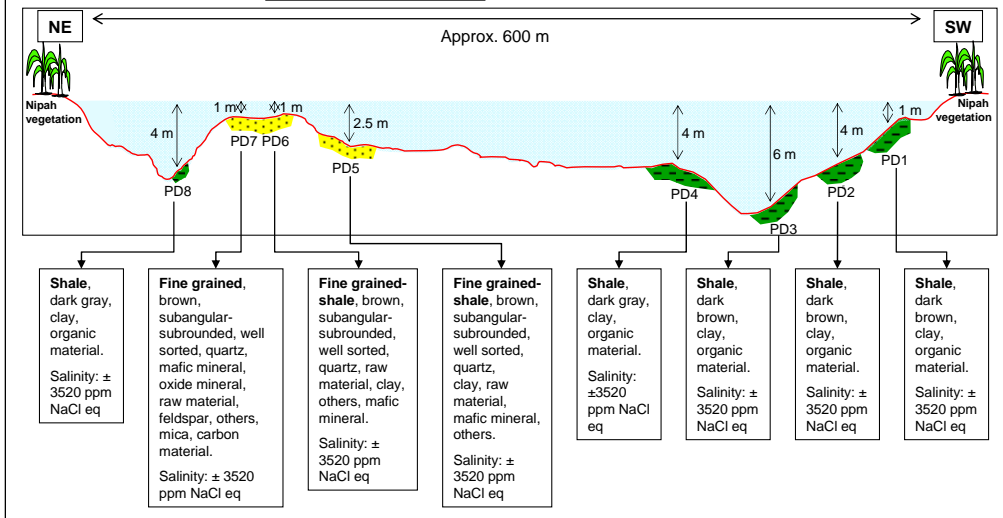 NE
SW
Approx. 600 m
Nipah
vegetation
Nipah
vegetation
4 m
1 m
1 m
2.5 m
4 m
6 m
4 m
1 m
PD8
PD7
PD6
PD5
PD4
PD3
PD2
PD1
Shale,
dark gray,
clay,
organic
material.
Salinity: ±
3520 ppm
NaCl eq
Fine grained,
brown,
subangular-
subrounded, well
sorted, quartz,
mafic mineral,
oxide mineral,
raw material,
feldspar, others,
mica, carbon
material.
Salinity: ± 3520
ppm NaCl eq
Fine grained-
shale, brown,
subangular-
subrounded,
well sorted,
quartz, raw
material, clay,
others, mafic
mineral.
Salinity: ±
3520 ppm
NaCl eq
Fine grained-
shale, brown,
subangular-
subrounded,
well sorted,
quartz,
clay, raw
material,
mafic mineral,
others.
Salinity: ±
3520 ppm
NaCl eq
Shale,
dark gray,
clay,
organic
material.
Salinity:
±3520
ppm NaCl
eq
Shale,
dark
brown,
clay,
organic
material.
Salinity: ±
3520 ppm
NaCl eq
Shale,
dark
brown,
clay,
organic
material.
Salinity: ±
3520 ppm
NaCl eq
Shale,
dark
brown,
clay,
organic
material.
Salinity: ±
3520 ppm
NaCl eq